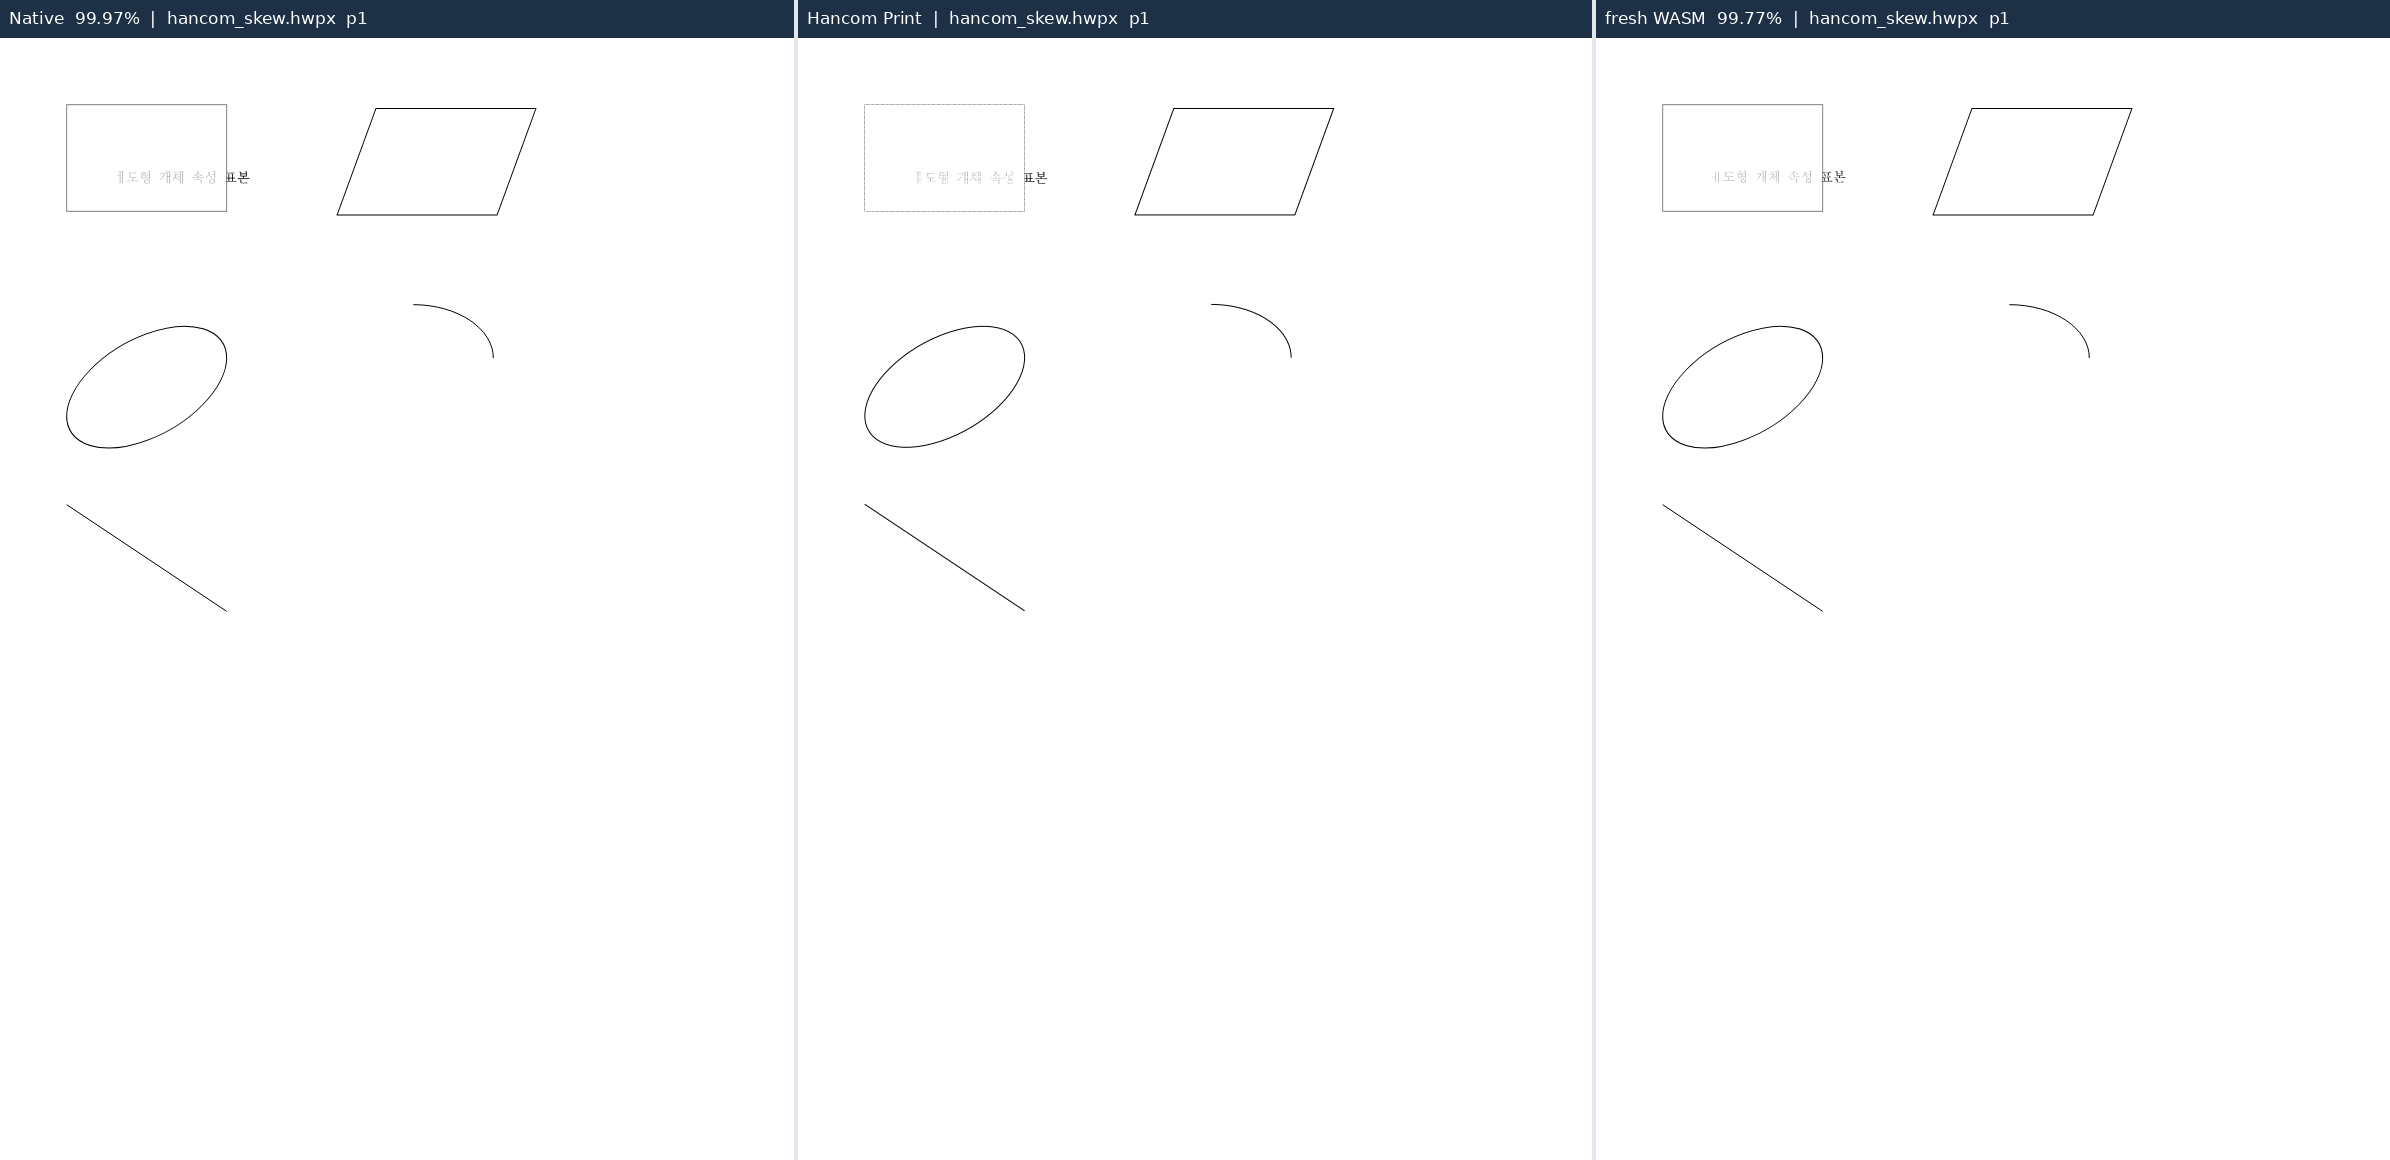 Native 99.97% | hancom_skew.hwpx p1
Hancom Print | hancom_skew.hwpx p1
fresh WASM 99.77% | hancom_skew.hwpx p1
도형 개체 속성 표본
도형 개체 속성 표본
도형 개체 속성 표본